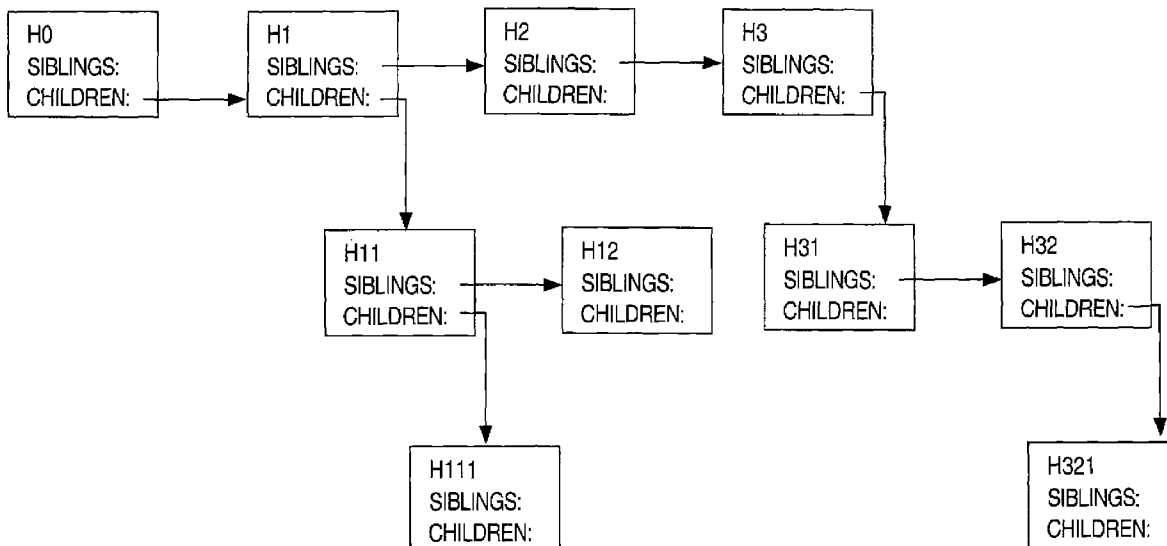 H0
SIBLINGS:
CHILDREN:
H1
SIBLINGS:
CHILDREN:
H2
SIBLINGS:
CHILDREN:
H3
SIBLINGS:
CHILDREN:
H11
SIBLINGS:
CHILDREN:
H12
SIBLINGS:
CHILDREN:
H31
SIBLINGS:
CHILDREN:
H32
SIBLINGS:
CHILDREN:
H111
SIBLINGS:
CHILDREN:
H321
SIBLINGS:
CHILDREN: